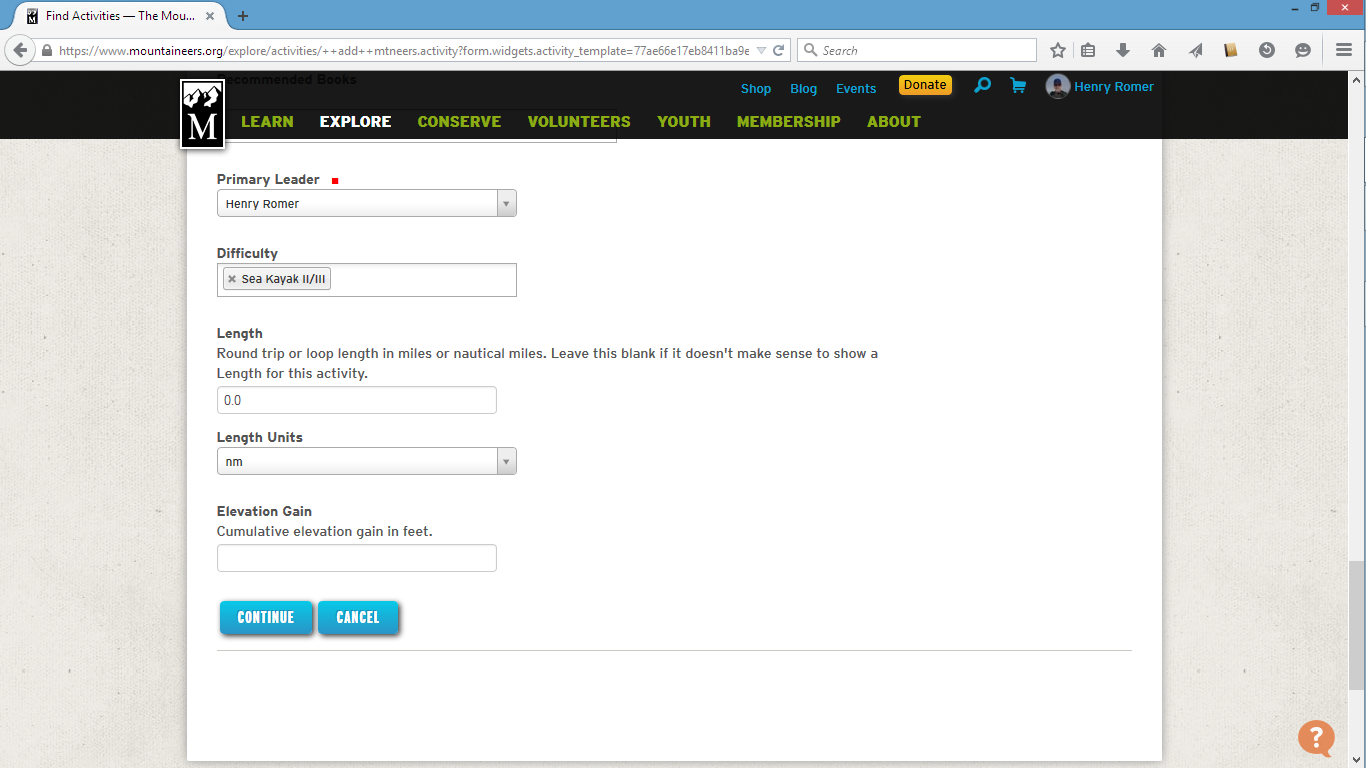 Find Activities — The Mou...
https://www.mountaineers.org/explore/activities/++add++mtneers.activity?form.widgets.activity_template=77ae66e17eb8411ba9e
Search
Recommended Books
Shop Blog Events Donate Henry Romer
M
LEARN EXPLORE CONSERVE VOLUNTEERS YOUTH MEMBERSHIP ABOUT
Primary Leader
Henry Romer
Difficulty
Sea Kayak II/III
Length
Round trip or loop length in miles or nautical miles. Leave this blank if it doesn't make sense to show a
Length for this activity.
0.0
Length Units
nm
Elevation Gain
Cumulative elevation gain in feet.
CONTINUE CANCEL
?